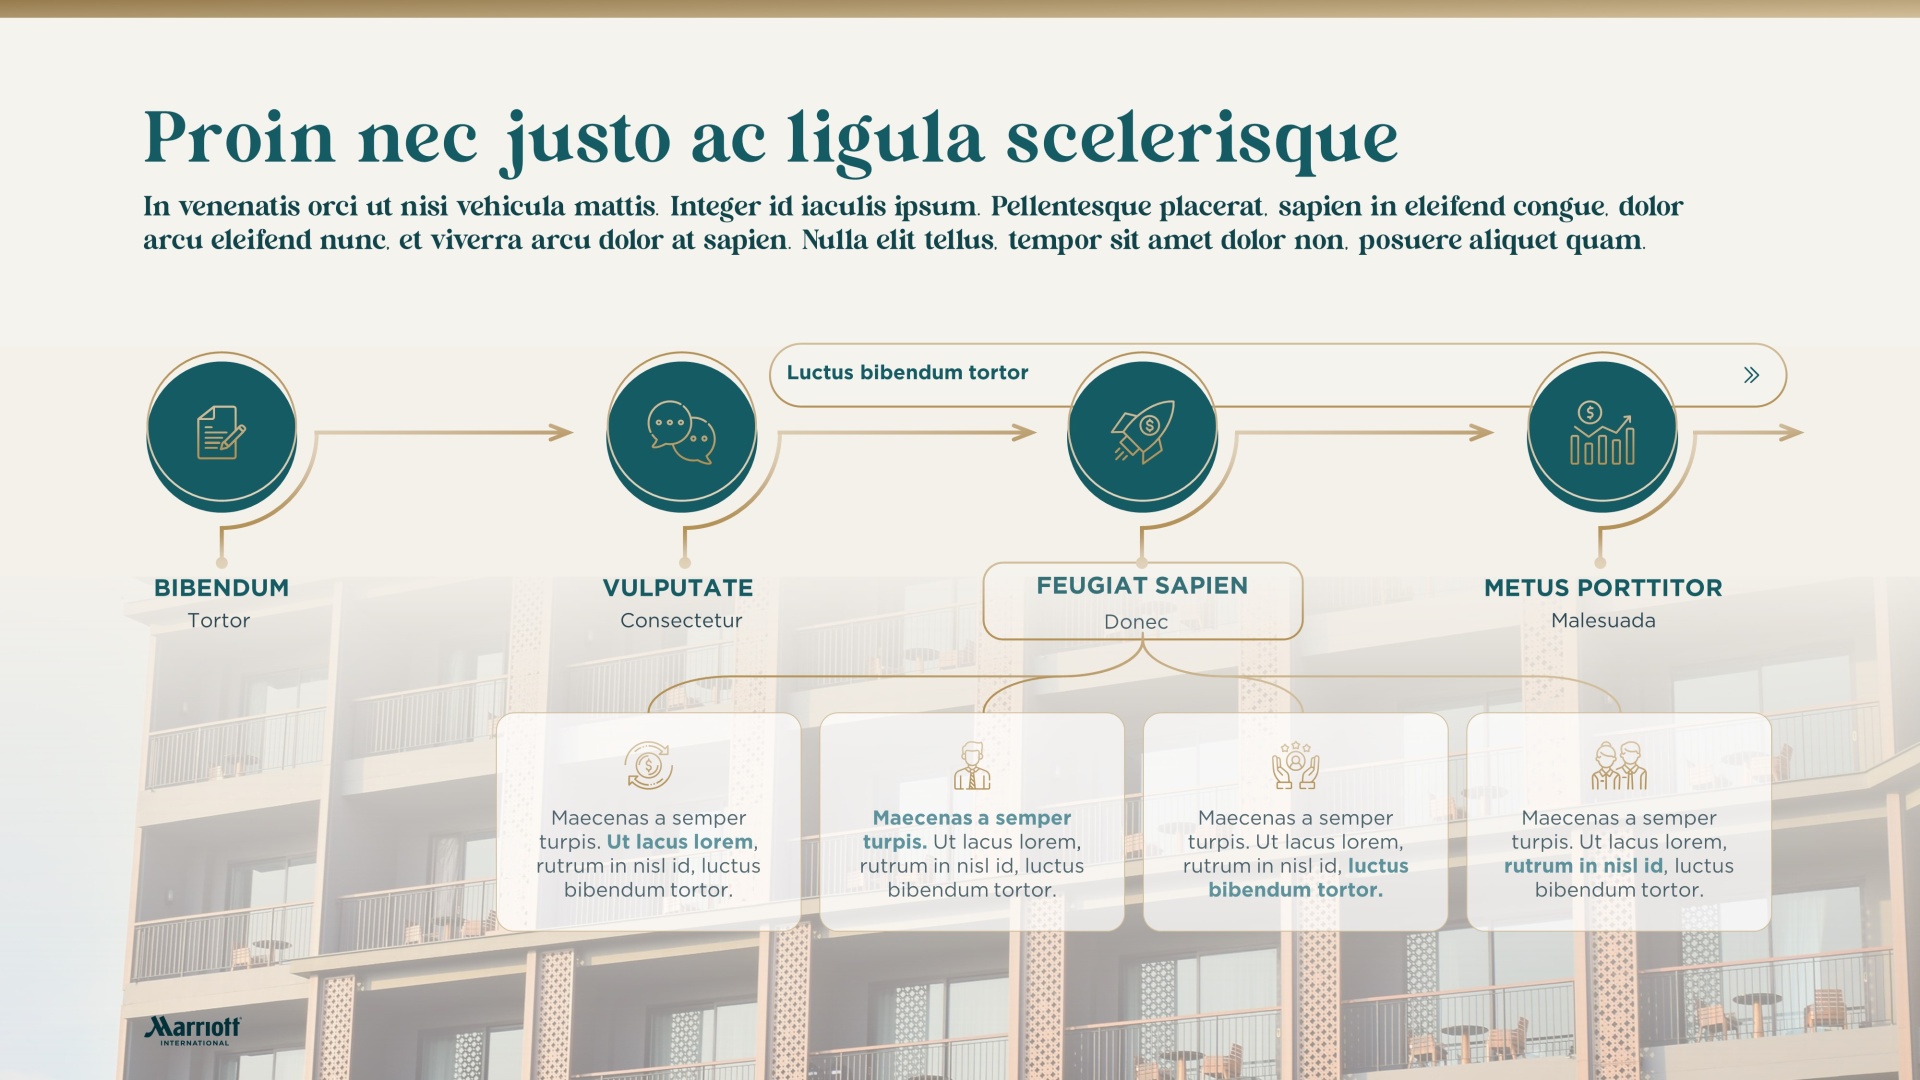 Proin nec justo ac ligula scelerisque
In venenatis orci ut nisi vehicula mattis. Integer id iaculis ipsum. Pellentesque placerat, sapien in eleifend congue, dolor
arcu eleifend nunc, et viverra arcu dolor at sapien. Nulla elit tellus, tempor sit amet dolor non, posuere aliquet quam.
Luctus bibendum tortor
BIBENDUM
Tortor
VULPUTATE
Consectetur
FEUGIAT SAPIEN
Donec
METUS PORTTITOR
Malesuada
Maecenas a semper
turpis. Ut lacus lorem,
rutrum in nisl id, luctus
bibendum tortor.
Maecenas a semper
turpis. Ut lacus lorem,
rutrum in nisl id, luctus
bibendum tortor.
Maecenas a semper
turpis. Ut lacus lorem,
rutrum in nisl id, luctus
bibendum tortor.
Maecenas a semper
turpis. Ut lacus lorem,
rutrum in nisl id, luctus
bibendum tortor.
Marriott
INTERNATIONAL